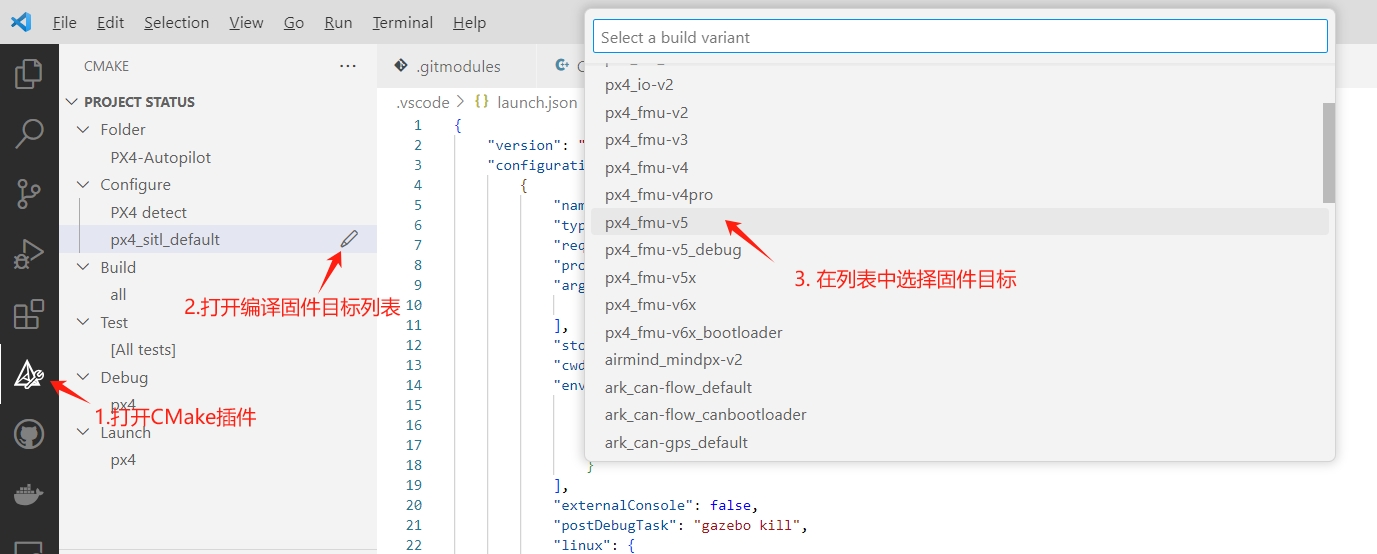 File Edit Selection View Go Run Terminal Help
Select a build variant
CMAKE ...
.gitmodules
C
PROJECT STATUS
Folder
PX4-Autopilot
Configure
PX4 detect
px4_sitl_default
Build
all
Test
[All tests]
Debug
px4
Launch
px4
1.打开CMake插件
2.打开编译固件目标列表
.vscode > {} launch.json
1 {
2 "version": "
3 "configurati
4 {
5 "nam
6 "typ
7 "req
8 "pro
9 "arg
10
11 ],
12 "sto
13 "cwd
14 "env
15
16
17
18 }
19 ],
20 "externalConsole": false,
21 "postDebugTask": "gazebo kill",
22 "linux": {
px4_io-v2
px4_fmu-v2
px4_fmu-v3
px4_fmu-v4
px4_fmu-v4pro
px4_fmu-v5
px4_fmu-v5_debug
px4_fmu-v5x
px4_fmu-v6x
px4_fmu-v6x_bootloader
airmind_mindpx-v2
ark_can-flow_default
ark_can-flow_canbootloader
ark_can-gps_default
3. 在列表中选择固件目标